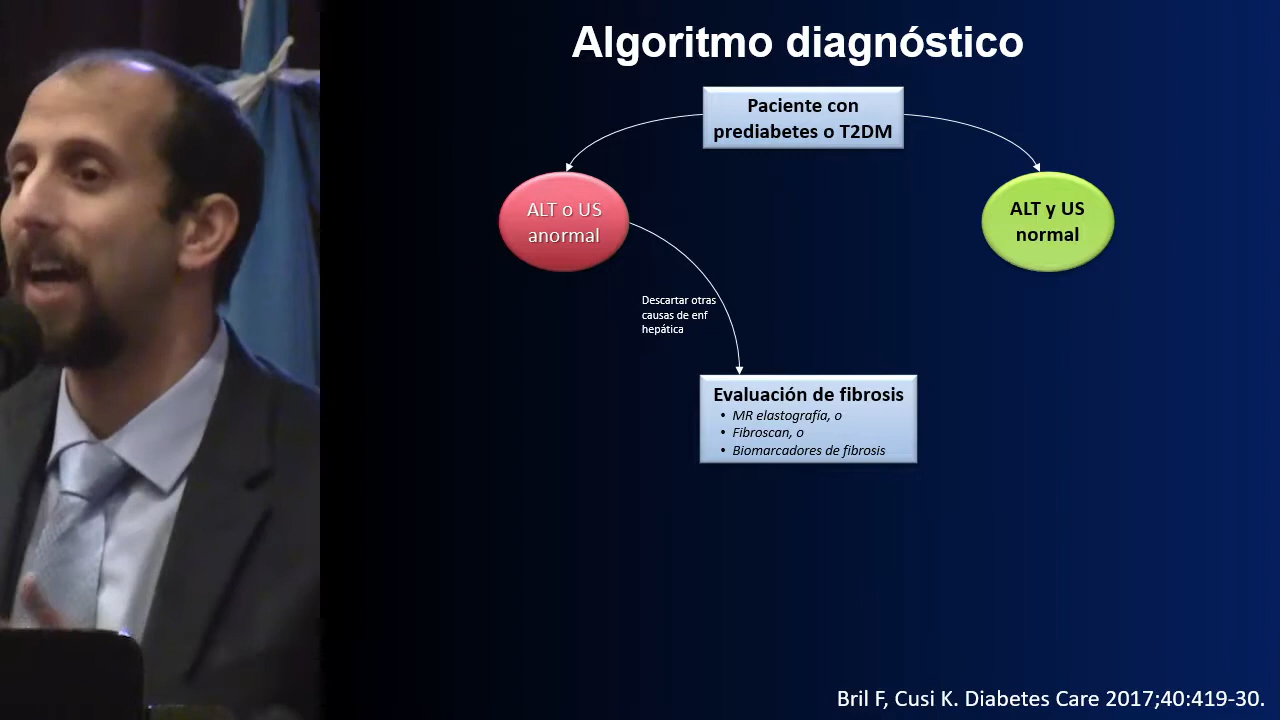 Algoritmo diagnóstico
Paciente con
prediabetes o T2DM
ALT o US
anormal
ALT y US
normal
Descartar otras
causas de enf
hepática
Evaluación de fibrosis
• MR elastografía, o
• Fibroscan, o
• Biomarcadores de fibrosis
Bril F, Cusi K. Diabetes Care 2017;40:419-30.